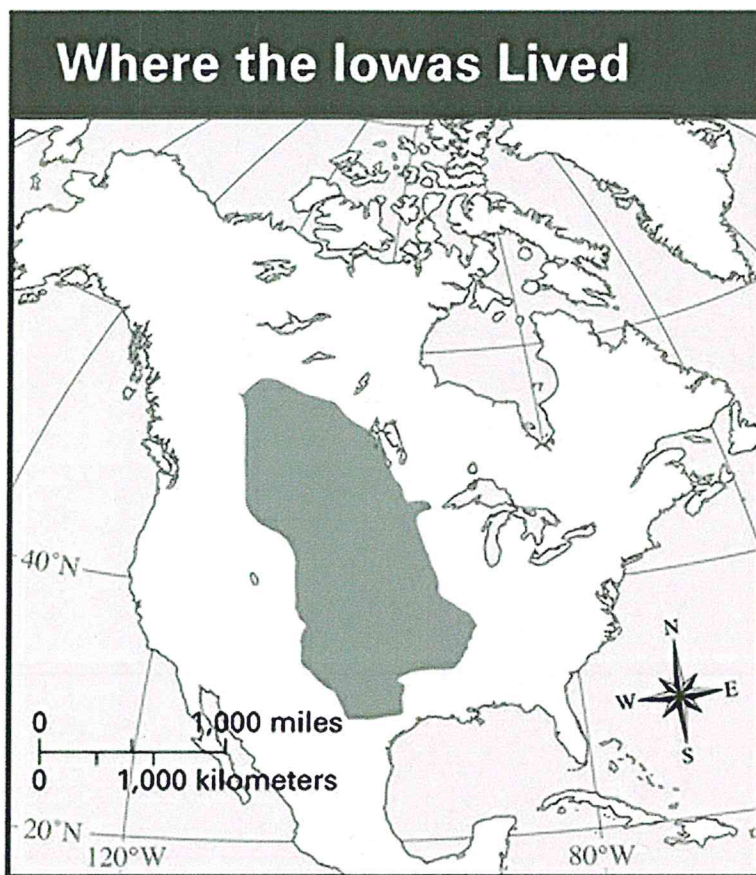 Where the Iowas Lived
40°N
N
W
E
S
0
1,000 miles
0
1,000 kilometers
20°N
120°W
80°W